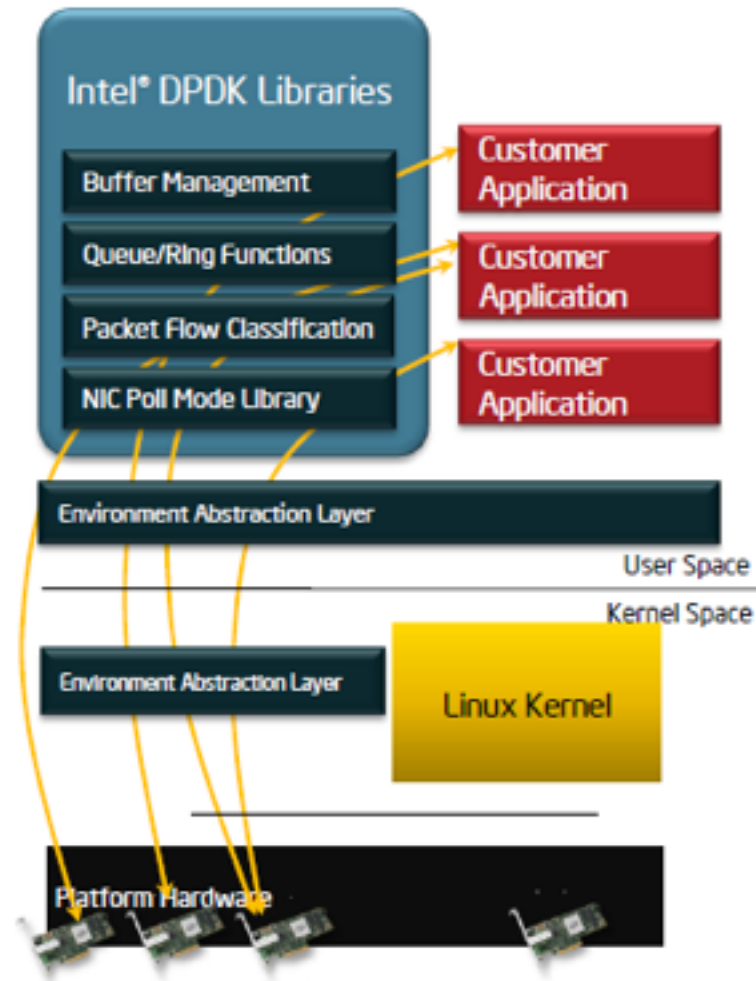 Intel® DPDK Libraries
Buffer Management
Queue/Ring Functions
Packet Flow Classification
NIC Poll Mode Library
Customer
Application
Customer
Application
Customer
Application
Environment Abstraction Layer
User Space
Kernel Space
Environment Abstraction Layer
Linux Kernel
Platform Hardware